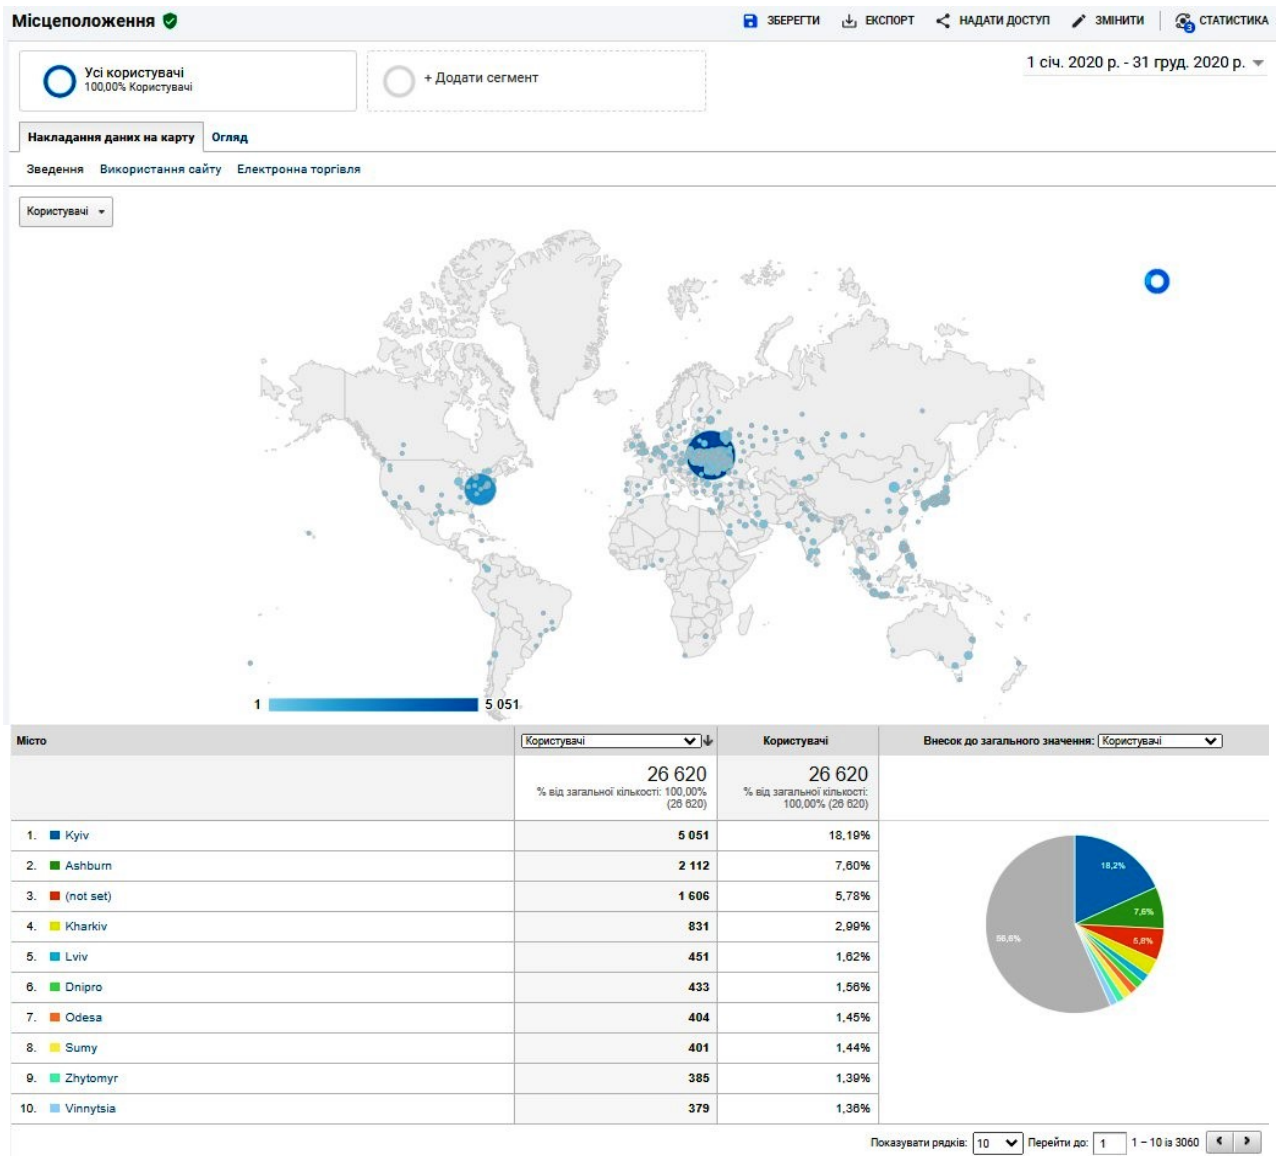 Місцеположення
ЗБЕРЕГТИ ЕКСПОРТ НАДАТИ ДОСТУП ЗМІНИТИ 3 СТАТИСТИКА
Усі користувачі
100,00% Користувачі
+ Додати сегмент
1 січ. 2020 р. - 31 груд. 2020 р.
Накладання даних на карту Огляд
Зведення Використання сайту Електронна торгівля
Користувачі
1 5 051
Місто Користувачі Користувачі Внесок до загального значення: Користувачі
26 620 26 620
% від загальної кількості: 100,00% % від загальної кількості:
(26 620) 100,00% (26 620)
1. Kyiv 5 051 18,19%
2. Ashburn 2 112 7,60%
3. (not set) 1 606 5,78%
4. Kharkiv 831 2,99%
5. Lviv 451 1,62%
6. Dnipro 433 1,56%
7. Odesa 404 1,45%
8. Sumy 401 1,44%
9. Zhytomyr 385 1,39%
10. Vinnytsia 379 1,36%
18,2%
7,6%
5,8%
56,6%
Показувати рядків: 10 Перейти до: 1 1 – 10 із 3060